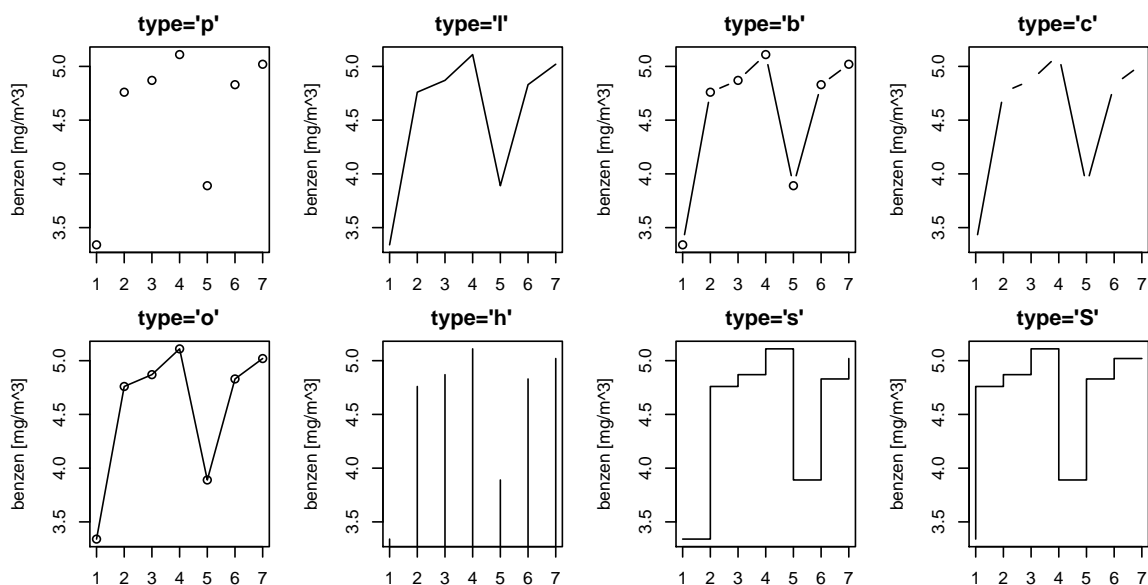 type='p' type='l' type='b' type='c'
benzen [mg/m^3] benzen [mg/m^3] benzen [mg/m^3] benzen [mg/m^3]
5.0 5.0 5.0 5.0
4.5 4.5 4.5 4.5
4.0 4.0 4.0 4.0
3.5 3.5 3.5 3.5
1 2 3 4 5 6 7 1 2 3 4 5 6 7 1 2 3 4 5 6 7 1 2 3 4 5 6 7
type='o' type='h' type='s' type='S'
benzen [mg/m^3] benzen [mg/m^3] benzen [mg/m^3] benzen [mg/m^3]
5.0 5.0 5.0 5.0
4.5 4.5 4.5 4.5
4.0 4.0 4.0 4.0
3.5 3.5 3.5 3.5
1 2 3 4 5 6 7 1 2 3 4 5 6 7 1 2 3 4 5 6 7 1 2 3 4 5 6 7